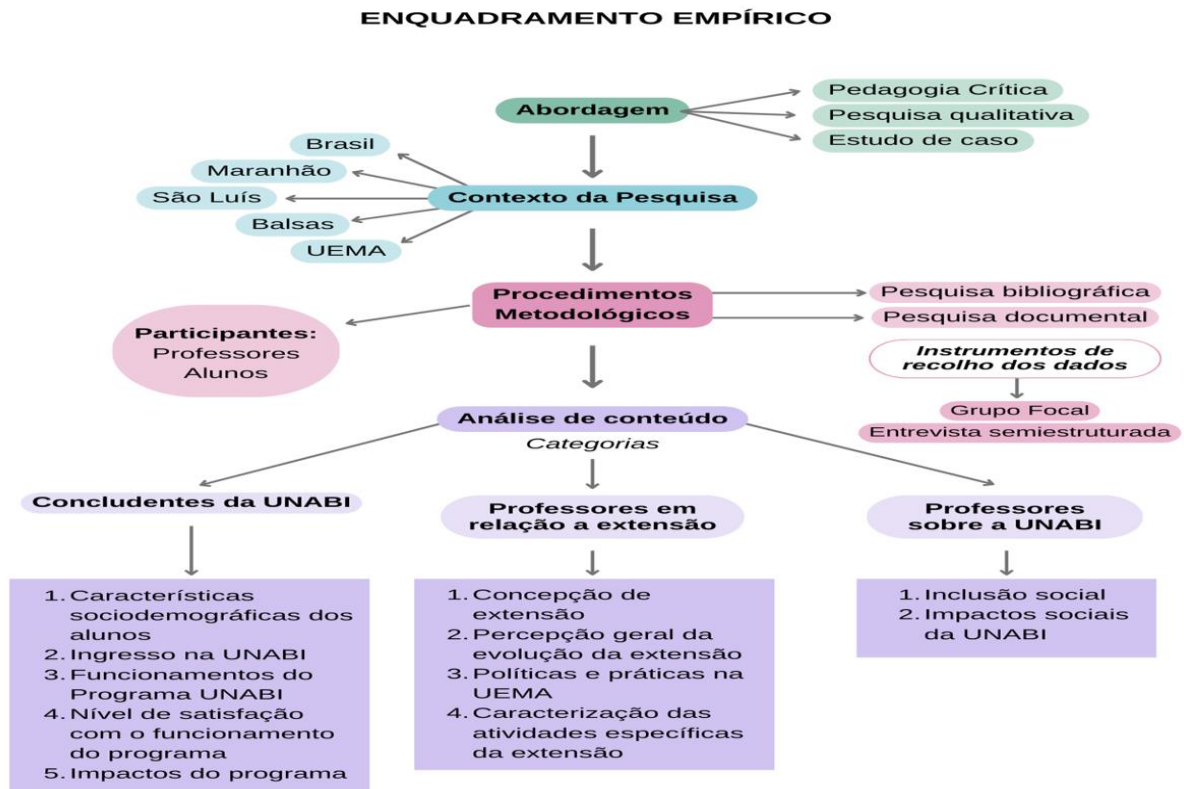 ENQUADRAMENTO EMPÍRICO
Abordagem
Pedagogia Crítica
Pesquisa qualitativa
Estudo de caso
Brasil
Maranhão
São Luís
Balsas
UEMA
Contexto da Pesquisa
Procedimentos
Metodológicos
Pesquisa bibliográfica
Pesquisa documental
Participantes:
Professores
Alunos
Instrumentos de
recolho dos dados
Grupo Focal
Entrevista semiestruturada
Análise de conteúdo
Categorias
Concludentes da UNABI
1. Características
sociodemográficas dos
alunos
2. Ingresso na UNABI
3. Funcionamentos do
Programa UNABI
4. Nível de satisfação
com o funcionamento
do programa
5. Impactos do programa
Professores em
relação a extensão
1. Concepção de
extensão
2. Percepção geral da
evolução da extensão
3. Políticas e práticas na
UEMA
4. Caracterização das
atividades específicas
da extensão
Professores
sobre a UNABI
1. Inclusão social
2. Impactos sociais
da UNABI